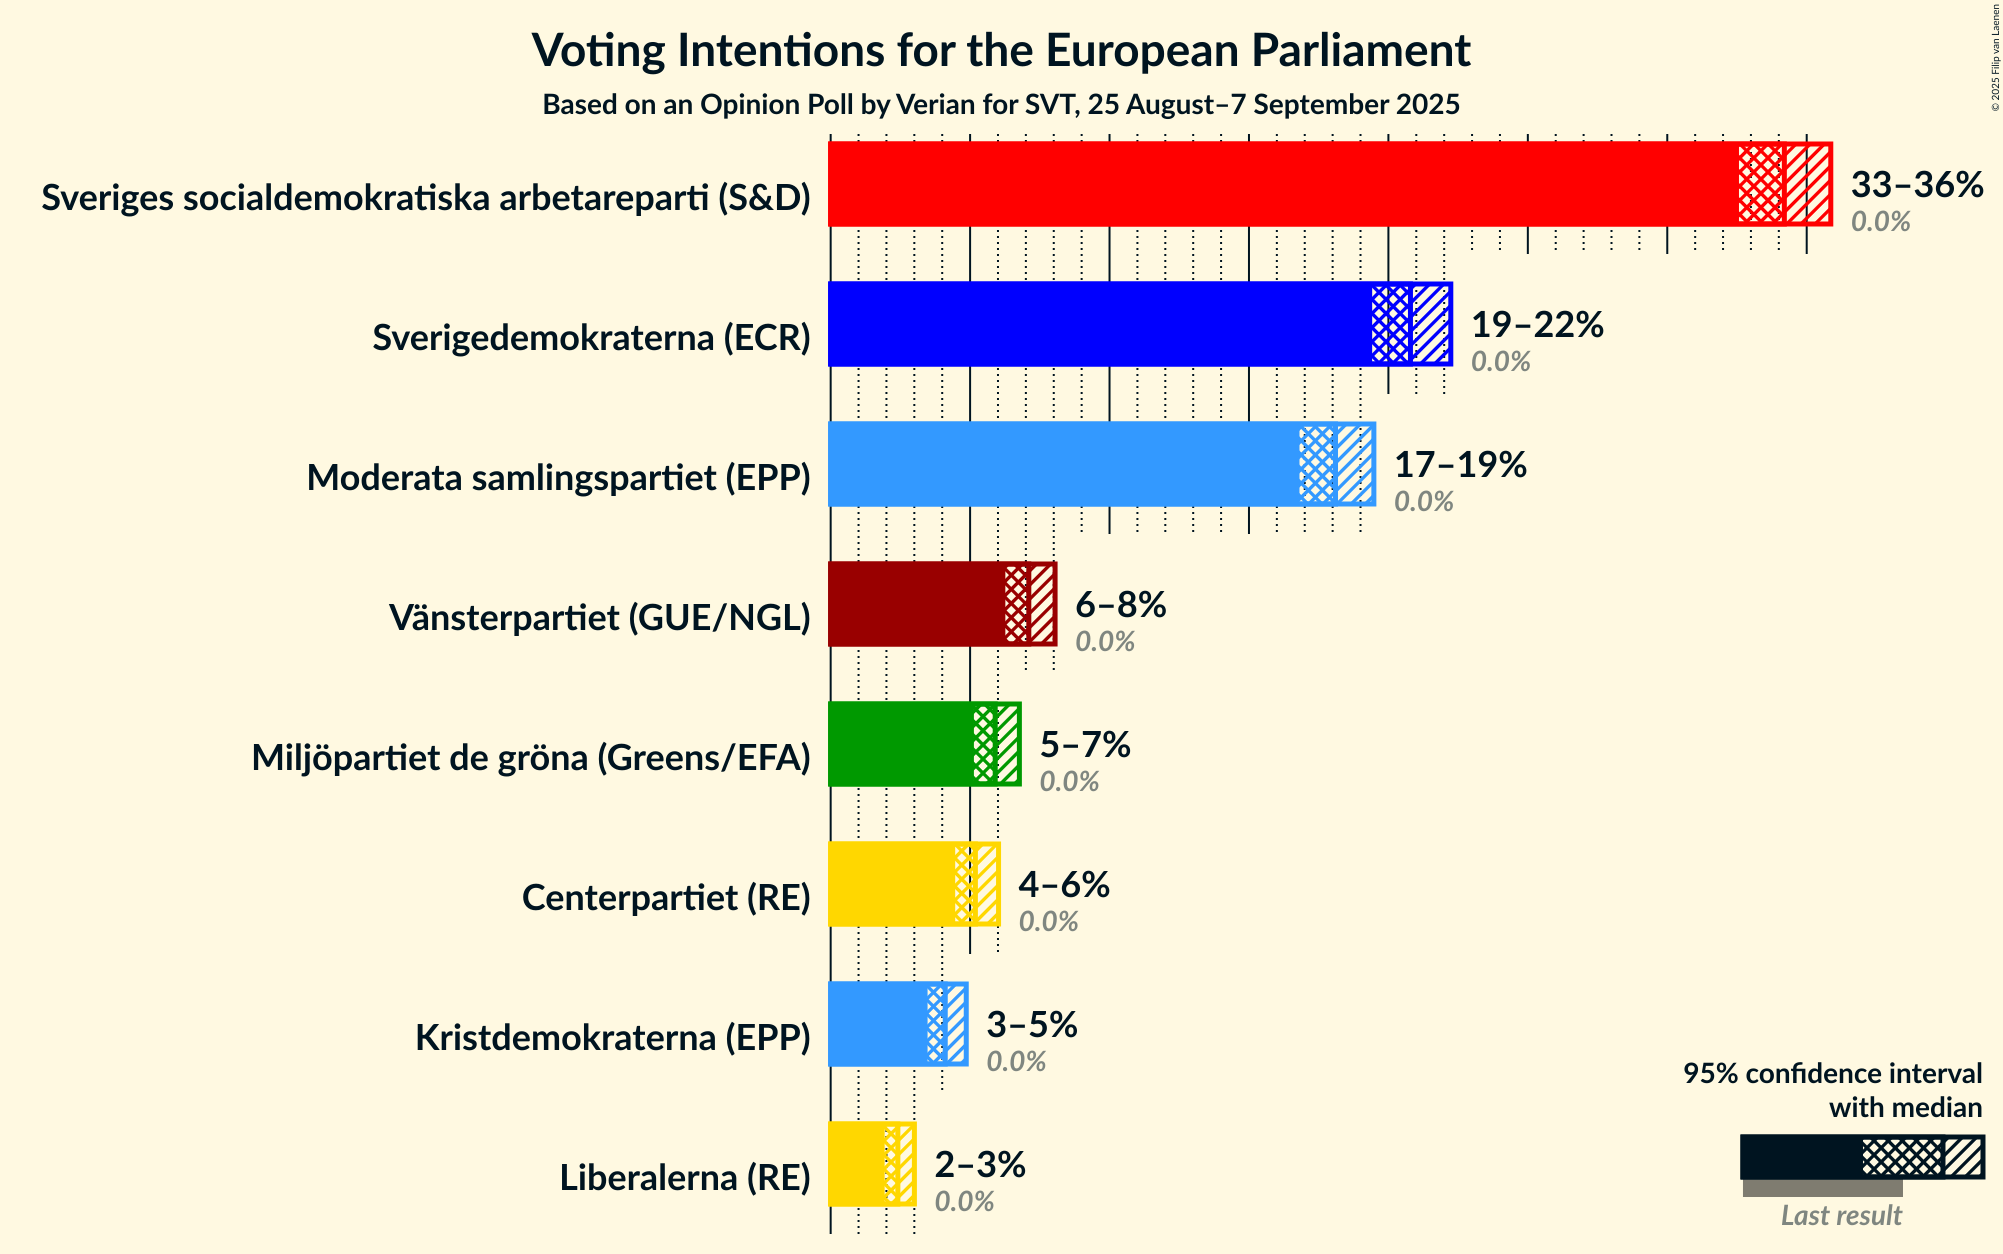 Voting Intentions for the European Parliament
Based on an Opinion Poll by Verian for SVT, 25 August–7 September 2025
© 2025 Filip van Laenen
Sveriges socialdemokratiska arbetareparti (S&D)
33–36%
0.0%
Sverigedemokraterna (ECR)
19–22%
0.0%
Moderata samlingspartiet (EPP)
17–19%
0.0%
Vänsterpartiet (GUE/NGL)
6–8%
0.0%
Miljöpartiet de gröna (Greens/EFA)
5–7%
0.0%
Centerpartiet (RE)
4–6%
0.0%
Kristdemokraterna (EPP)
3–5%
0.0%
Liberalerna (RE)
2–3%
0.0%
95% confidence interval
with median
Last result